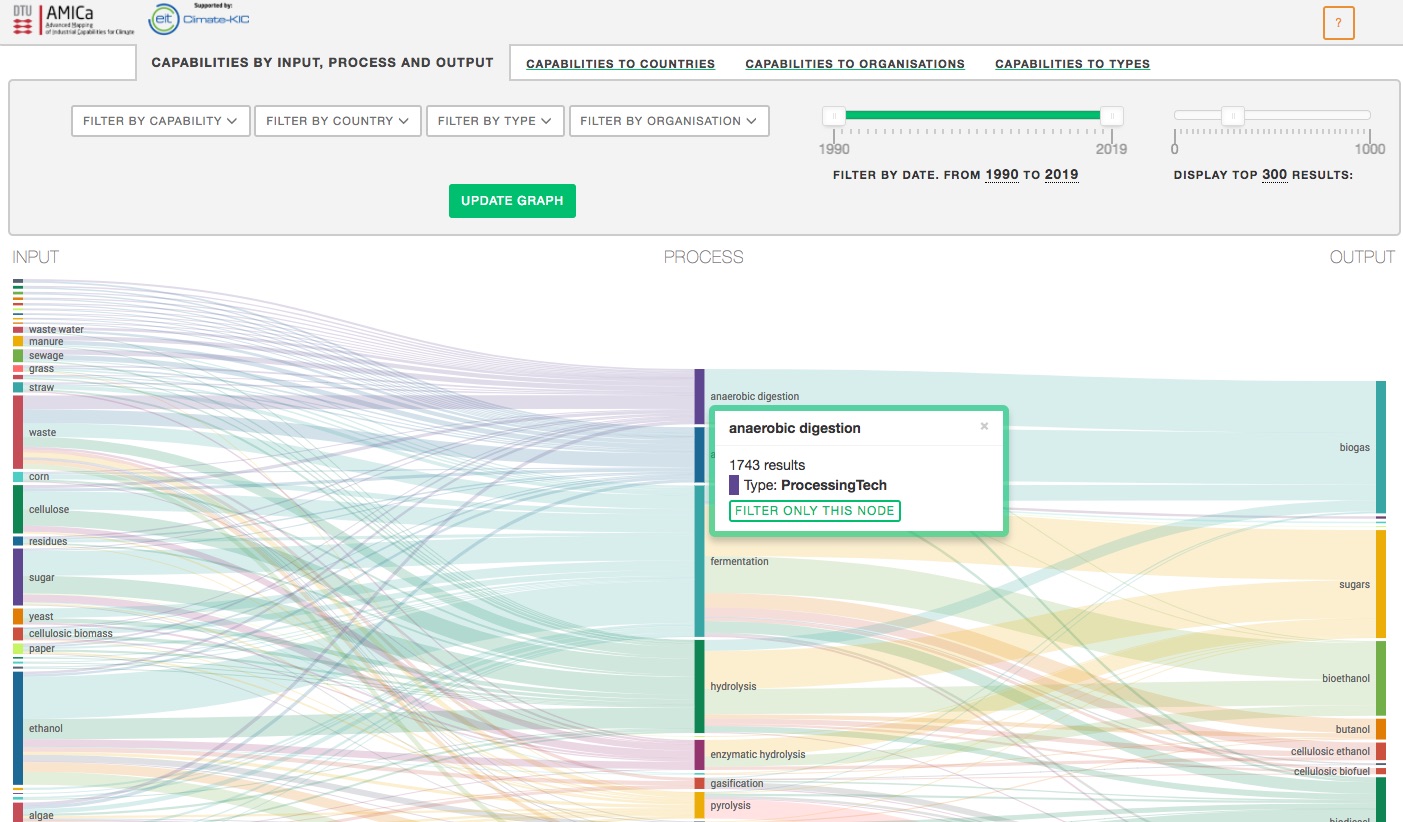 DTU
AMICa
Advanced Mapping
of Industrial Capabilities for Climate
Supported by:
eit
Climate-KIC
?
CAPABILITIES BY INPUT, PROCESS AND OUTPUT
CAPABILITIES TO COUNTRIES
CAPABILITIES TO ORGANISATIONS
CAPABILITIES TO TYPES
FILTER BY CAPABILITY
FILTER BY COUNTRY
FILTER BY TYPE
FILTER BY ORGANISATION
1990
2019
FILTER BY DATE. FROM 1990 TO 2019
0
1000
DISPLAY TOP 300 RESULTS:
UPDATE GRAPH
INPUT
PROCESS
OUTPUT
waste water
manure
sewage
grass
straw
waste
corn
cellulose
residues
sugar
yeast
cellulosic biomass
paper
ethanol
algae
anaerobic digestion
anaerobic digestion
×
1743 results
Type: ProcessingTech
FILTER ONLY THIS NODE
fermentation
hydrolysis
enzymatic hydrolysis
gasification
pyrolysis
biogas
sugars
bioethanol
butanol
cellulosic ethanol
cellulosic biofuel
biodiesel